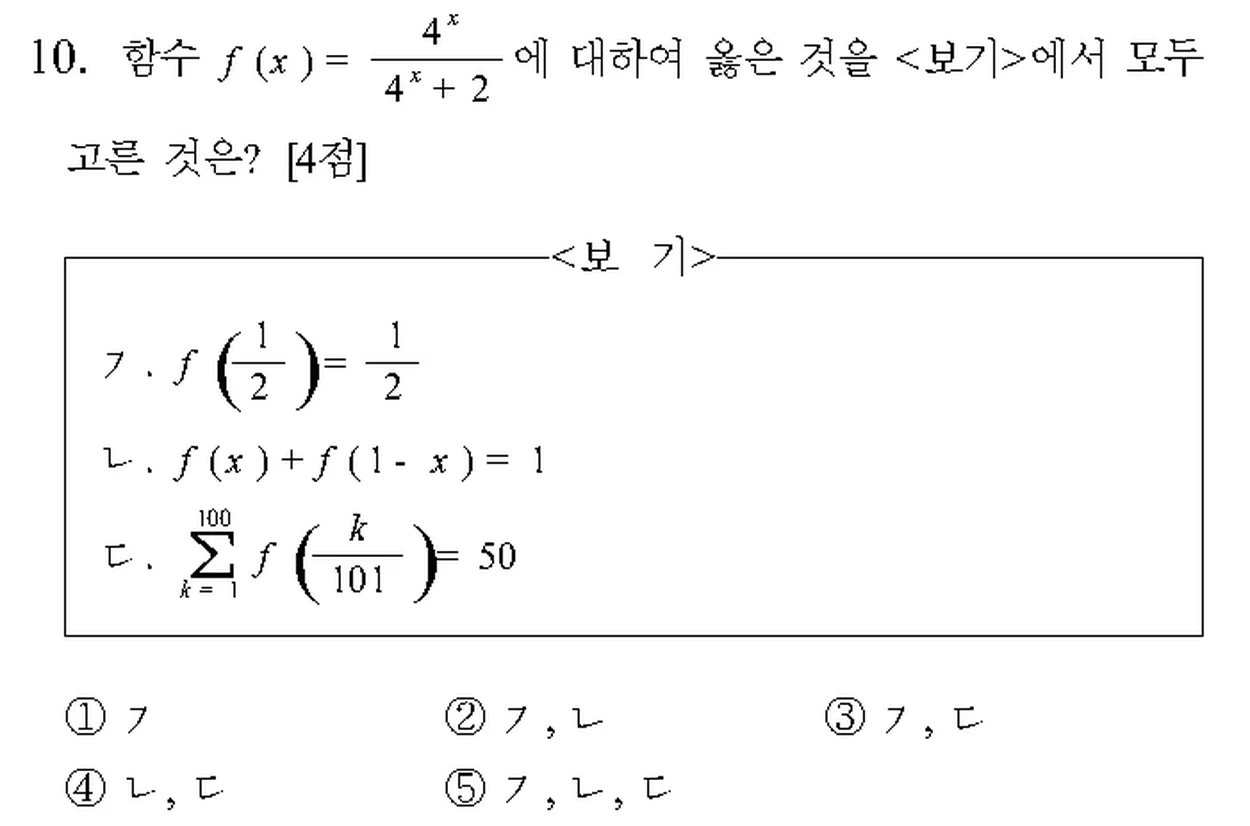 10. 함수 f(x) = 4^x / (4^x + 2) 에 대하여 옳은 것을 <보기>에서 모두
고른 것은? [4점]
<보 기>
ㄱ. f(1/2) = 1/2
ㄴ. f(x) + f(1 - x) = 1
ㄷ. ∑_{k=1}^{100} f(k/101) = 50
① ㄱ ② ㄱ, ㄴ ③ ㄱ, ㄷ
④ ㄴ, ㄷ ⑤ ㄱ, ㄴ, ㄷ